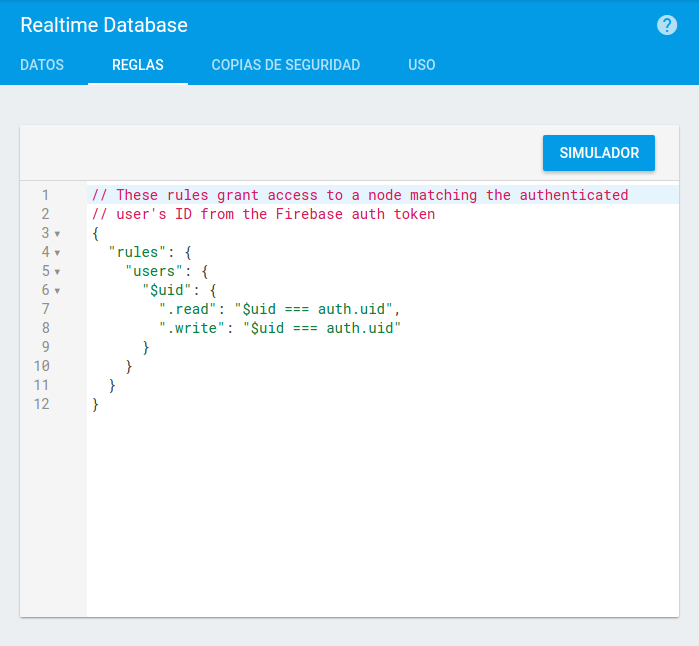 Realtime Database
?
DATOS REGLAS COPIAS DE SEGURIDAD USO
SIMULADOR
1 // These rules grant access to a node matching the authenticated
2 // user's ID from the Firebase auth token
3 {
4 "rules": {
5 "users": {
6 "$uid": {
7 ".read": "$uid === auth.uid",
8 ".write": "$uid === auth.uid"
9 }
10 }
11 }
12 }